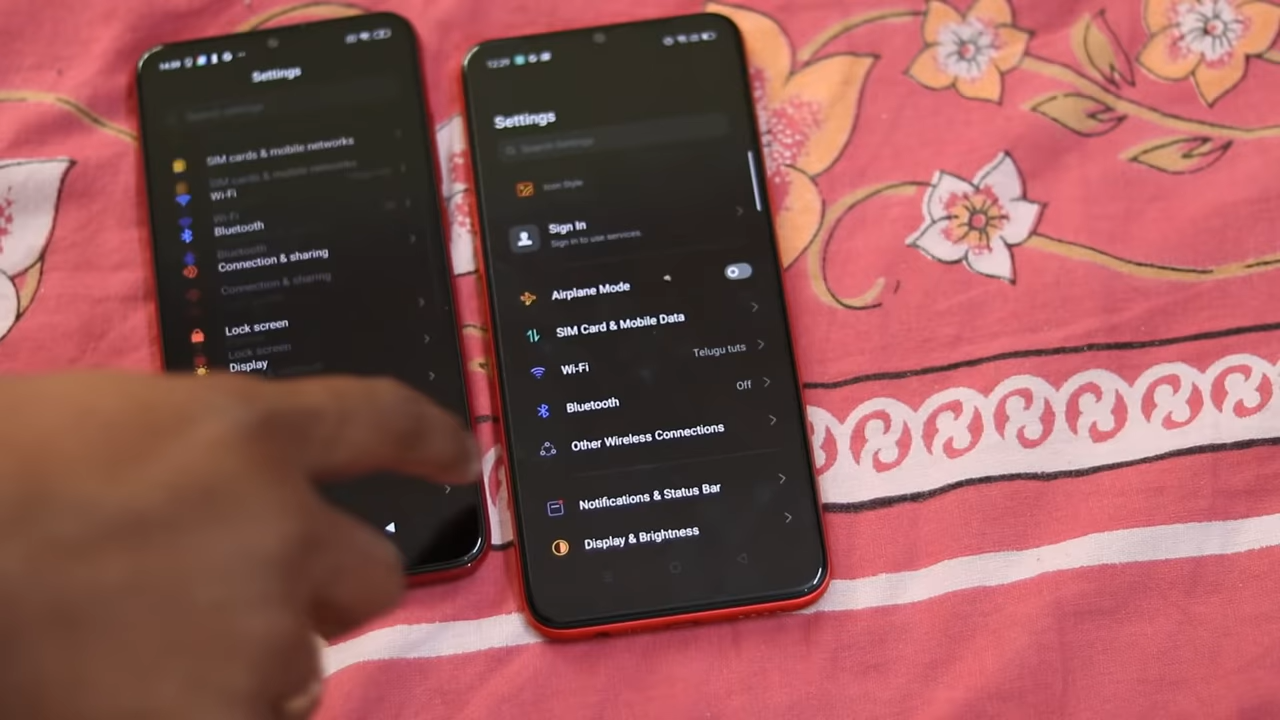 Settings
Search settings
SIM cards & mobile networks
SIM cards & mobile networks
Wi-Fi
Wi-Fi
Bluetooth
Bluetooth
Connection & sharing
Connection & sharing
Lock screen
Lock screen
Display
12:29
Settings
Search Settings
Icon Style
Sign In
Sign in to use services.
Airplane Mode
SIM Card & Mobile Data
Wi-Fi Telugu tuts
Bluetooth Off
Other Wireless Connections
Notifications & Status Bar
Display & Brightness